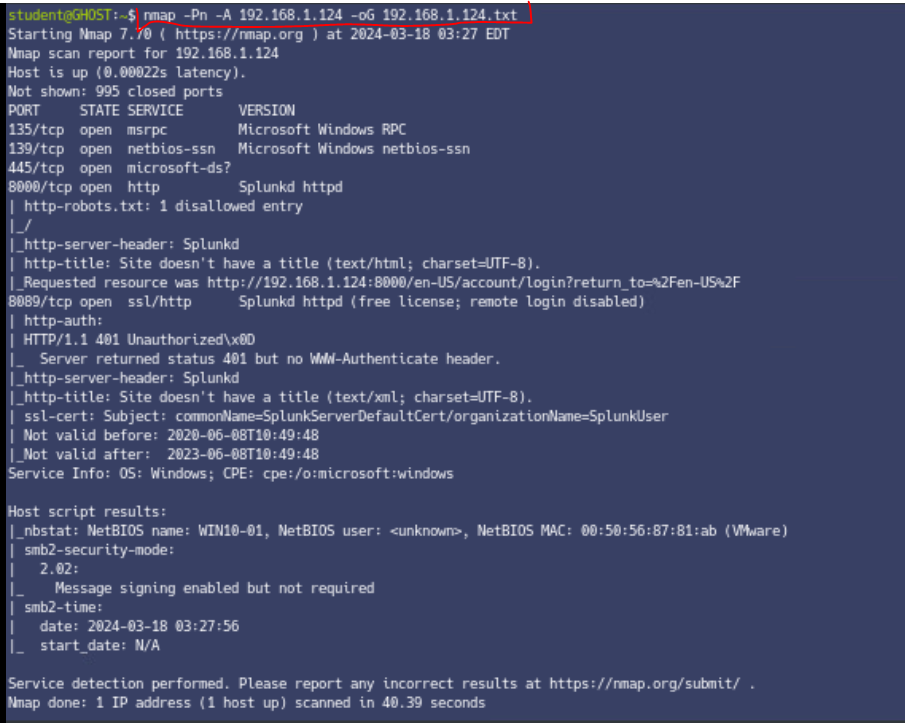 student@GHOST:~$ nmap -Pn -A 192.168.1.124 -oG 192.168.1.124.txt
Starting Nmap 7.70 ( https://nmap.org ) at 2024-03-18 03:27 EDT
Nmap scan report for 192.168.1.124
Host is up (0.00022s latency).
Not shown: 995 closed ports
PORT     STATE SERVICE       VERSION
135/tcp  open  msrpc         Microsoft Windows RPC
139/tcp  open  netbios-ssn   Microsoft Windows netbios-ssn
445/tcp  open  microsoft-ds?
8000/tcp open  http          Splunkd httpd
| http-robots.txt: 1 disallowed entry
|_/
|_http-server-header: Splunkd
| http-title: Site doesn't have a title (text/html; charset=UTF-8).
|_Requested resource was http://192.168.1.124:8000/en-US/account/login?return_to=%2Fen-US%2F
8089/tcp open  ssl/http      Splunkd httpd (free license; remote login disabled)
| http-auth:
| HTTP/1.1 401 Unauthorized\x0D
|_  Server returned status 401 but no WWW-Authenticate header.
|_http-server-header: Splunkd
|_http-title: Site doesn't have a title (text/xml; charset=UTF-8).
| ssl-cert: Subject: commonName=SplunkServerDefaultCert/organizationName=SplunkUser
| Not valid before: 2020-06-08T10:49:48
|_Not valid after:  2023-06-08T10:49:48
Service Info: OS: Windows; CPE: cpe:/o:microsoft:windows

Host script results:
|_nbstat: NetBIOS name: WIN10-01, NetBIOS user: <unknown>, NetBIOS MAC: 00:50:56:87:81:ab (VMware)
| smb2-security-mode:
|   2.02:
|_    Message signing enabled but not required
| smb2-time:
|   date: 2024-03-18 03:27:56
|_  start_date: N/A

Service detection performed. Please report any incorrect results at https://nmap.org/submit/ .
Nmap done: 1 IP address (1 host up) scanned in 40.39 seconds